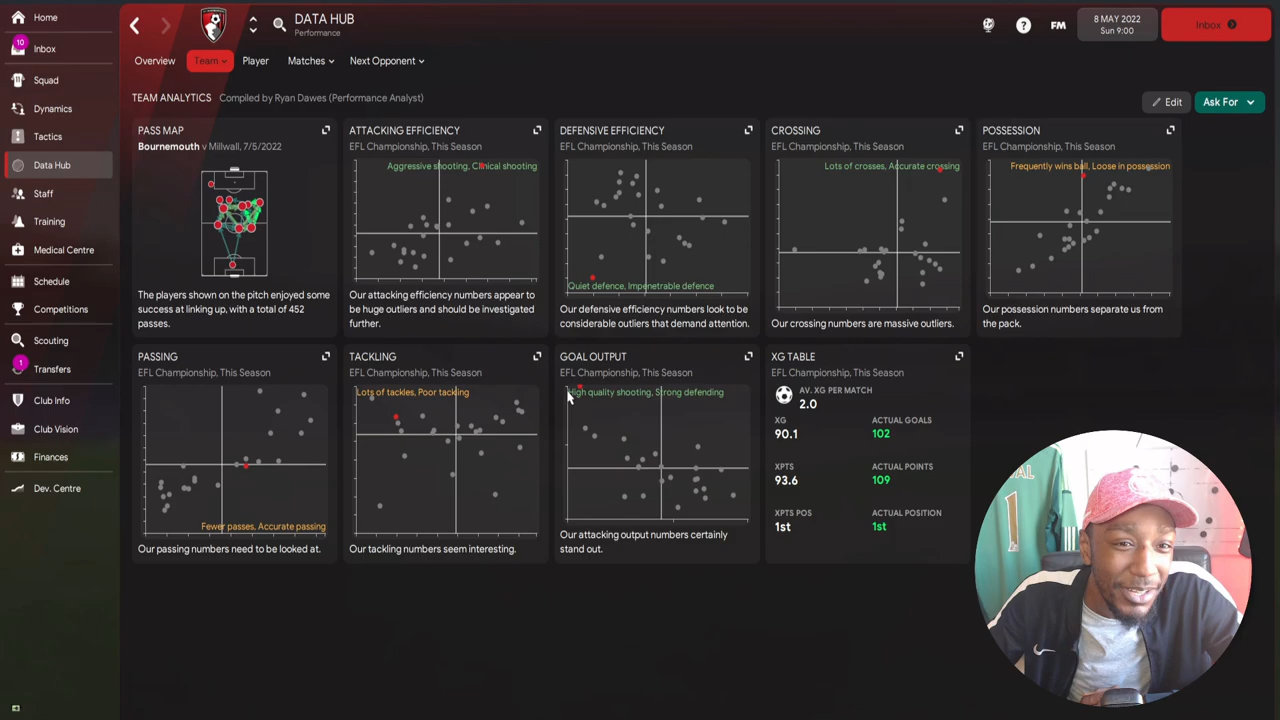 Home
DATA HUB
Performance
FM
8 MAY 2022
Sun 9:00
Inbox
10
Inbox
Overview
Team
Player
Matches
Next Opponent
Squad
Dynamics
Tactics
Data Hub
Staff
Training
Medical Centre
Schedule
Competitions
Scouting
1
Transfers
Club Info
Club Vision
Finances
Dev. Centre
TEAM ANALYTICS Compiled by Ryan Dawes (Performance Analyst)
Edit
Ask For
PASS MAP
Bournemouth v Millwall, 7/5/2022
The players shown on the pitch enjoyed some
success at linking up, with a total of 452
passes.
ATTACKING EFFICIENCY
EFL Championship, This Season
Aggressive shooting, Clinical shooting
Our attacking efficiency numbers appear to
be huge outliers and should be investigated
further.
DEFENSIVE EFFICIENCY
EFL Championship, This Season
Quiet defence, Impenetrable defence
Our defensive efficiency numbers look to be
considerable outliers that demand attention.
CROSSING
EFL Championship, This Season
Lots of crosses, Accurate crossing
Our crossing numbers are massive outliers.
POSSESSION
EFL Championship, This Season
Frequently wins ball, Loose in possession
Our possession numbers separate us from
the pack.
PASSING
EFL Championship, This Season
Fewer passes, Accurate passing
Our passing numbers need to be looked at.
TACKLING
EFL Championship, This Season
Lots of tackles, Poor tackling
Our tackling numbers seem interesting.
GOAL OUTPUT
EFL Championship, This Season
High quality shooting, Strong defending
Our attacking output numbers certainly
stand out.
XG TABLE
EFL Championship, This Season
AV. XG PER MATCH
2.0
XG
ACTUAL GOALS
90.1
102
XPTS
ACTUAL POINTS
93.6
109
XPTS POS
ACTUAL POSITION
1st
1st
1